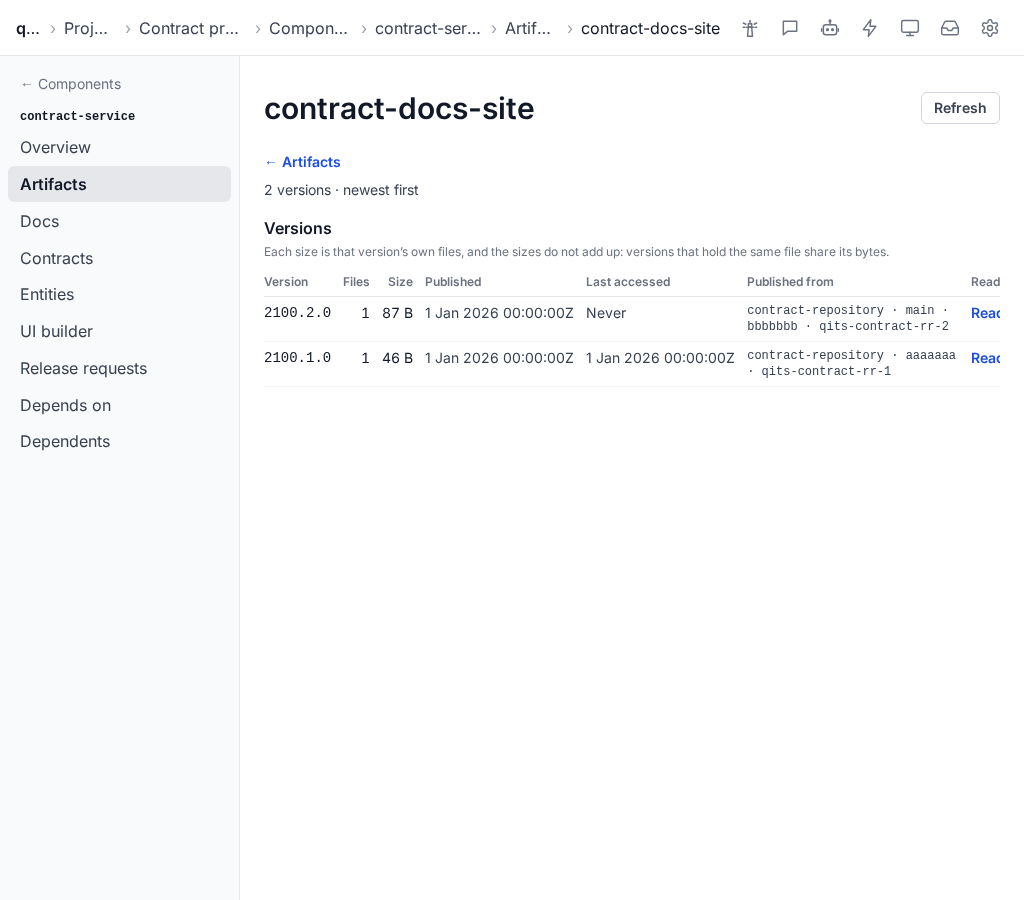 q… › Proj… › Contract pr… › Compon… › contract-ser… › Artif… › contract-docs-site
← Components
contract-service
Overview
Artifacts
Docs
Contracts
Entities
UI builder
Release requests
Depends on
Dependents
contract-docs-site
Refresh
← Artifacts
2 versions · newest first
Versions
Each size is that version’s own files, and the sizes do not add up: versions that hold the same file share its bytes.
Version Files Size Published Last accessed Published from Read
2100.2.0 1 87 B 1 Jan 2026 00:00:00Z Never contract-repository · main · Read
bbbbbbb · qits-contract-rr-2
2100.1.0 1 46 B 1 Jan 2026 00:00:00Z 1 Jan 2026 00:00:00Z contract-repository · aaaaaaa Read
· qits-contract-rr-1